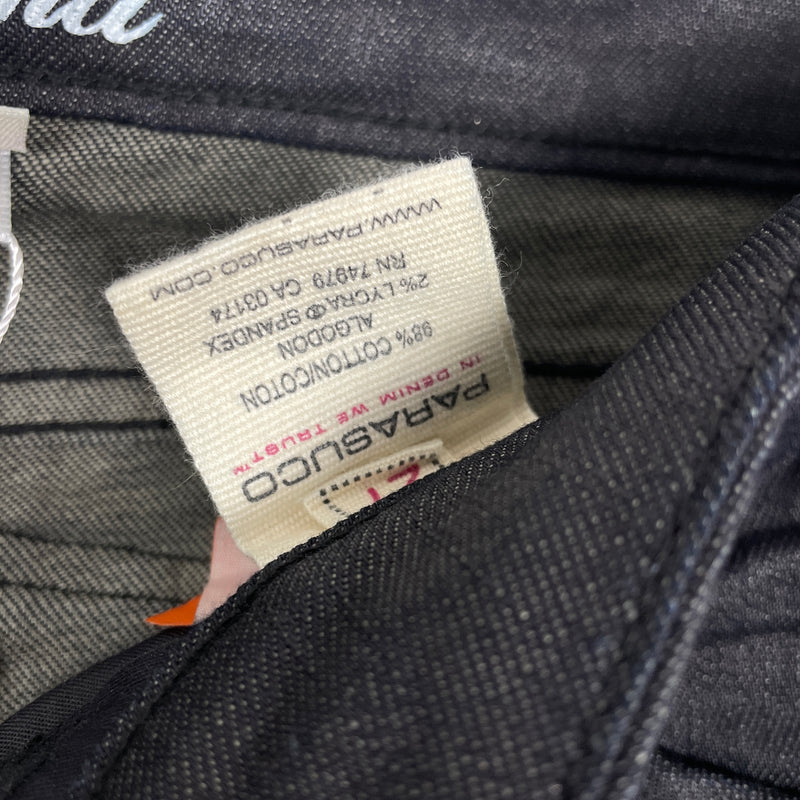 PARASUCO
IN DENIM WE TRUST™
98% COTTON/COTON
ALGODON
2% LYCRA® SPANDEX
RN 74979 CA 03174
WWW.PARASUCO.COM